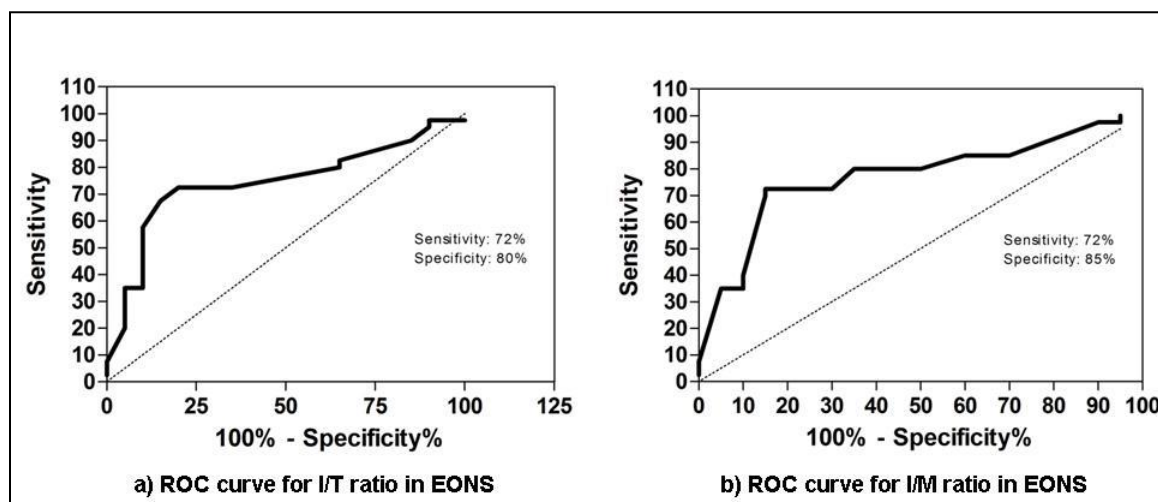 110
100
90
80
70
60
50
40
30
20
10
0
Sensitivity
Sensitivity: 72%
Specificity: 80%
0 25 50 75 100 125
100% - Specificity%
a) ROC curve for I/T ratio in EONS
110
100
90
80
70
60
50
40
30
20
10
0
Sensitivity
Sensitivity: 72%
Specificity: 85%
0 10 20 30 40 50 60 70 80 90 100
100% - Specificity%
b) ROC curve for I/M ratio in EONS